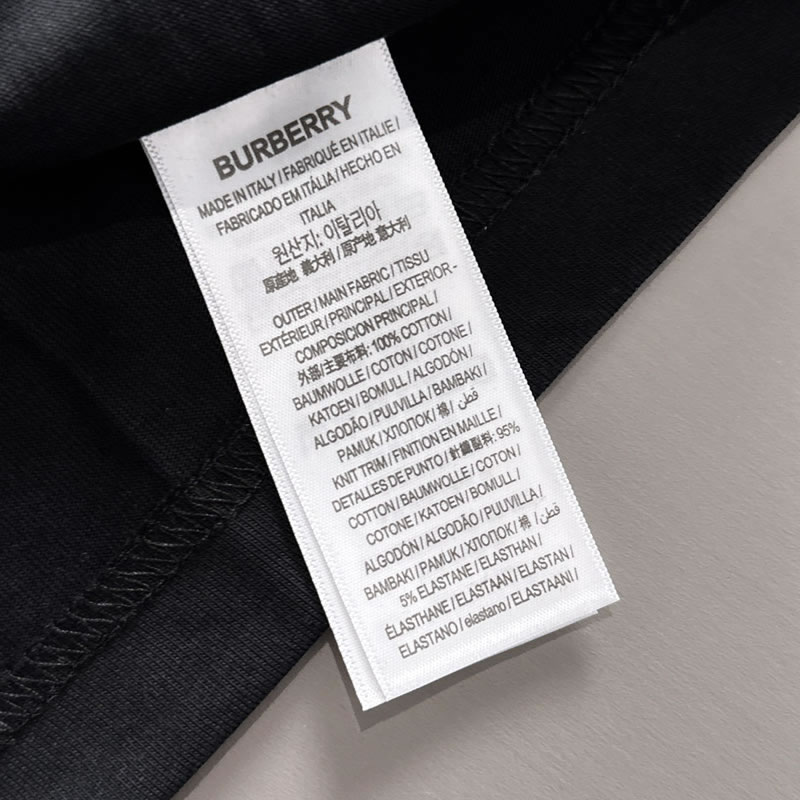 BURBERRY
MADE IN ITALY / FABRIQUÉ EN ITALIE /
FABRICADO EM ITÁLIA / HECHO EN
ITALIA
원산지: 이탈리아
原産地 義大利 / 原产地 意大利
OUTER / MAIN FABRIC / TISSU
EXTÉRIEUR / PRINCIPAL / EXTERIOR -
COMPOSICION PRINCIPAL /
外部/主要布料: 100% COTTON /
BAUMWOLLE / COTON / COTONE /
KATOEN / BOMULL / ALGODÓN /
ALGODÃO / PUUVILLA / BAMBAKI /
PAMUK / ХЛОПОК / 棉 / قطن
KNIT TRIM / FINITION EN MAILLE /
DETALLES DE PUNTO / 針織副料: 95%
COTTON / BAUMWOLLE / COTON /
COTONE / KATOEN / BOMULL /
ALGODÓN / ALGODÃO / PUUVILLA /
BAMBAKI / PAMUK / ХЛОПОК / 棉 / قطن /
5% ELASTANE / ELASTHAN /
ÉLASTHANE / ELASTAAN / ELASTAN /
ELASTANO / elastano / ELASTAANI /